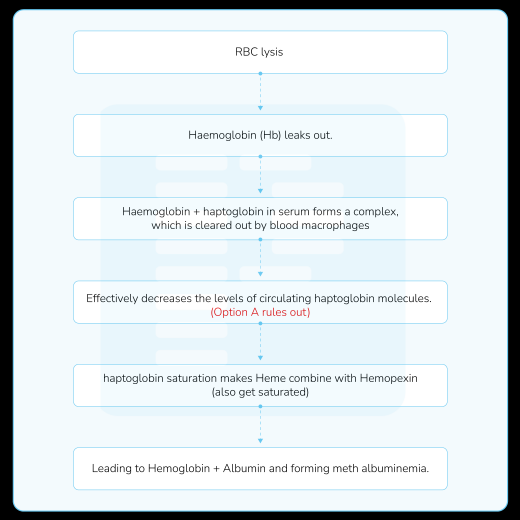 RBC lysis
Haemoglobin (Hb) leaks out.
Haemoglobin + haptoglobin in serum forms a complex,
which is cleared out by blood macrophages
Effectively decreases the levels of circulating haptoglobin molecules.
(Option A rules out)
haptoglobin saturation makes Heme combine with Hemopexin
(also get saturated)
Leading to Hemoglobin + Albumin and forming meth albuminemia.